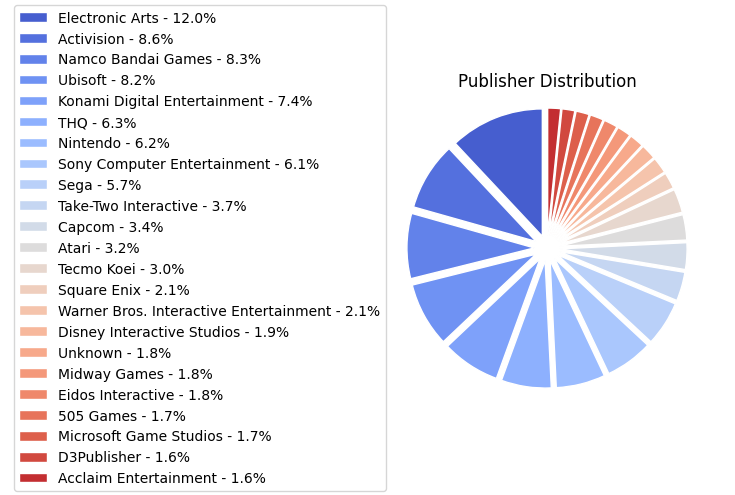 Electronic Arts - 12.0%
Activision - 8.6%
Namco Bandai Games - 8.3%
Ubisoft - 8.2%
Konami Digital Entertainment - 7.4%
THQ - 6.3%
Nintendo - 6.2%
Sony Computer Entertainment - 6.1%
Sega - 5.7%
Take-Two Interactive - 3.7%
Capcom - 3.4%
Atari - 3.2%
Tecmo Koei - 3.0%
Square Enix - 2.1%
Warner Bros. Interactive Entertainment - 2.1%
Disney Interactive Studios - 1.9%
Unknown - 1.8%
Midway Games - 1.8%
Eidos Interactive - 1.8%
505 Games - 1.7%
Microsoft Game Studios - 1.7%
D3Publisher - 1.6%
Acclaim Entertainment - 1.6%
Publisher Distribution